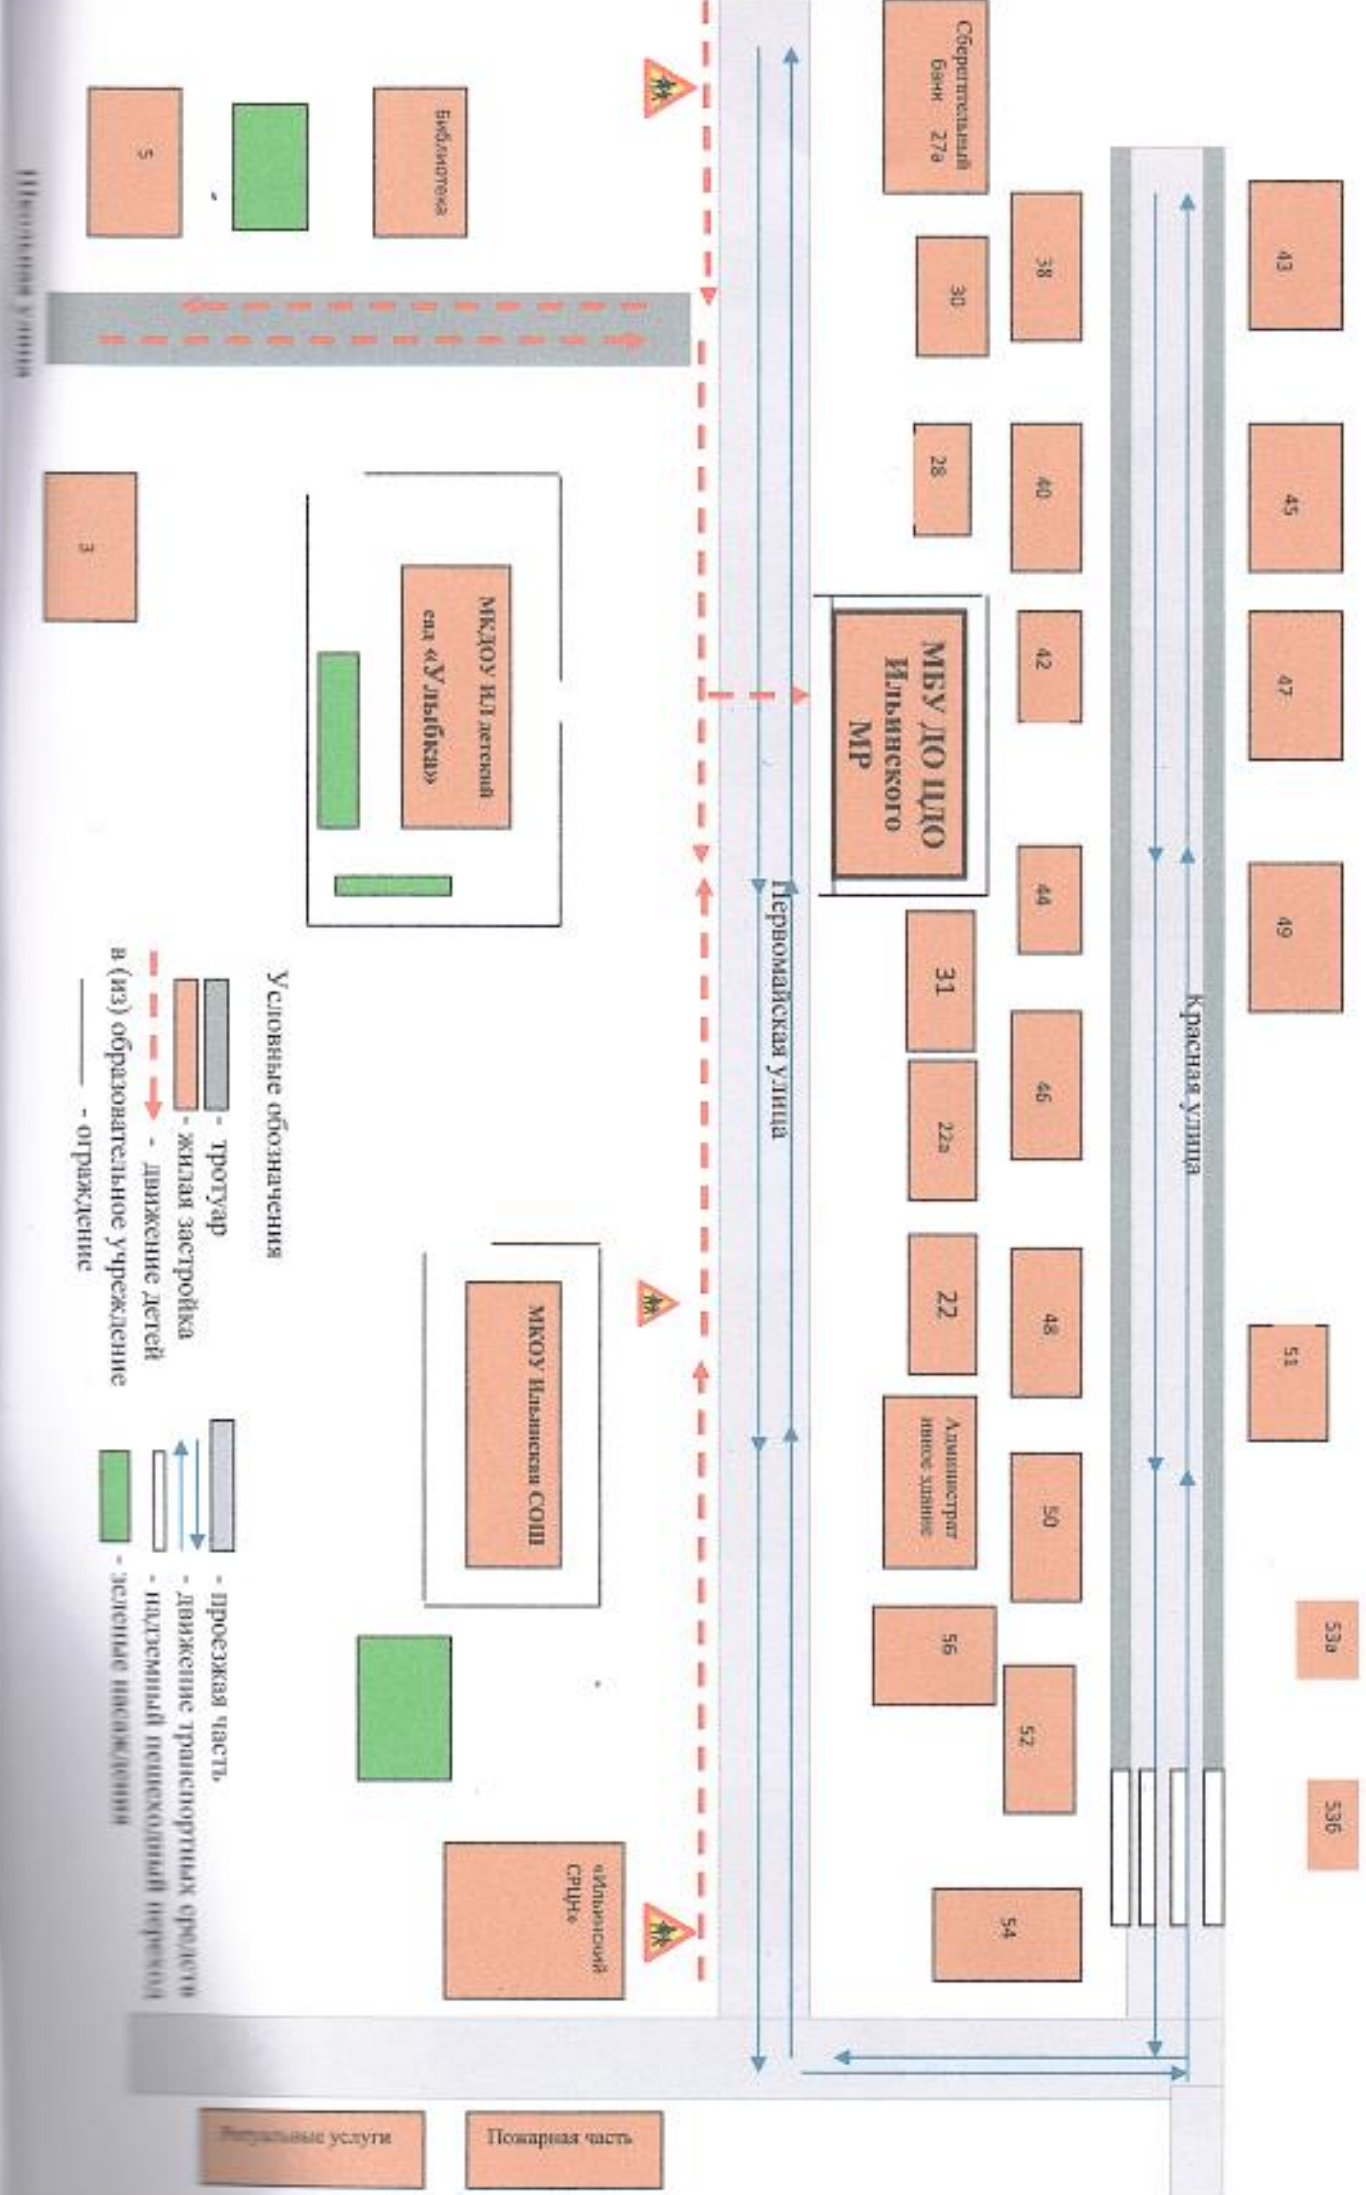 43
45
47
49
51
53а
53б
Красная улица
38
40
42
44
46
48
50
52
54
Сберегательный
банк 27а
30
28
МБУ ДО ЦДО
Ильинского
МР
31
22а
22
Администрат
ивное здание
56
Первомайская улица
Библиотека
5
3
МКДОУ ИЛ детский
сад «Улыбка»
МКОУ Ильинская СОШ
«Ильинский
СРЦН»
Пожарная часть
Ритуальные услуги
Школьная улица
Условные обозначения
- тротуар
- жилая застройка
- движение детей
в (из) образовательное учреждение
- ограждение
- проезжая часть
- движение транспортных средств
- надземный пешеходный переход
- зеленые насаждения